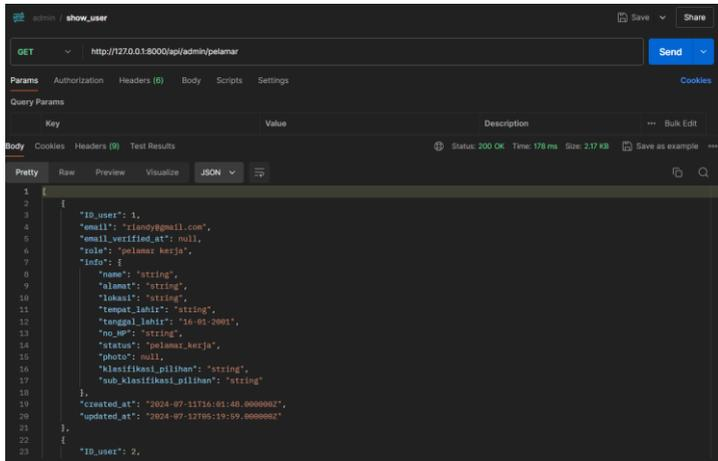 admin / show_user Save Share
GET http://127.0.0.1:8000/api/admin/pelamar Send
Params Authorization Headers (6) Body Scripts Settings Cookies
Query Params
Key Value Description ••• Bulk Edit
Body Cookies Headers (9) Test Results Status: 200 OK Time: 178 ms Size: 2.17 KB Save as example •••
Pretty Raw Preview Visualize JSON
1 [
2 {
3 "ID_user": 1,
4 "email": "riandy@gmail.com",
5 "email_verified_at": null,
6 "role": "pelamar kerja",
7 "info": {
8 "name": "string",
9 "alamat": "string",
10 "lokasi": "string",
11 "tempat_lahir": "string",
12 "tanggal_lahir": "16-01-2001",
13 "no_HP": "string",
14 "status": "pelamar_kerja",
15 "photo": null,
16 "klasifikasi_pilihan": "string",
17 "sub_klasifikasi_pilihan": "string"
18 },
19 "created_at": "2024-07-11T16:01:48.000000Z",
20 "updated_at": "2024-07-12T05:19:59.000000Z"
21 },
22 {
23 "ID_user": 2,